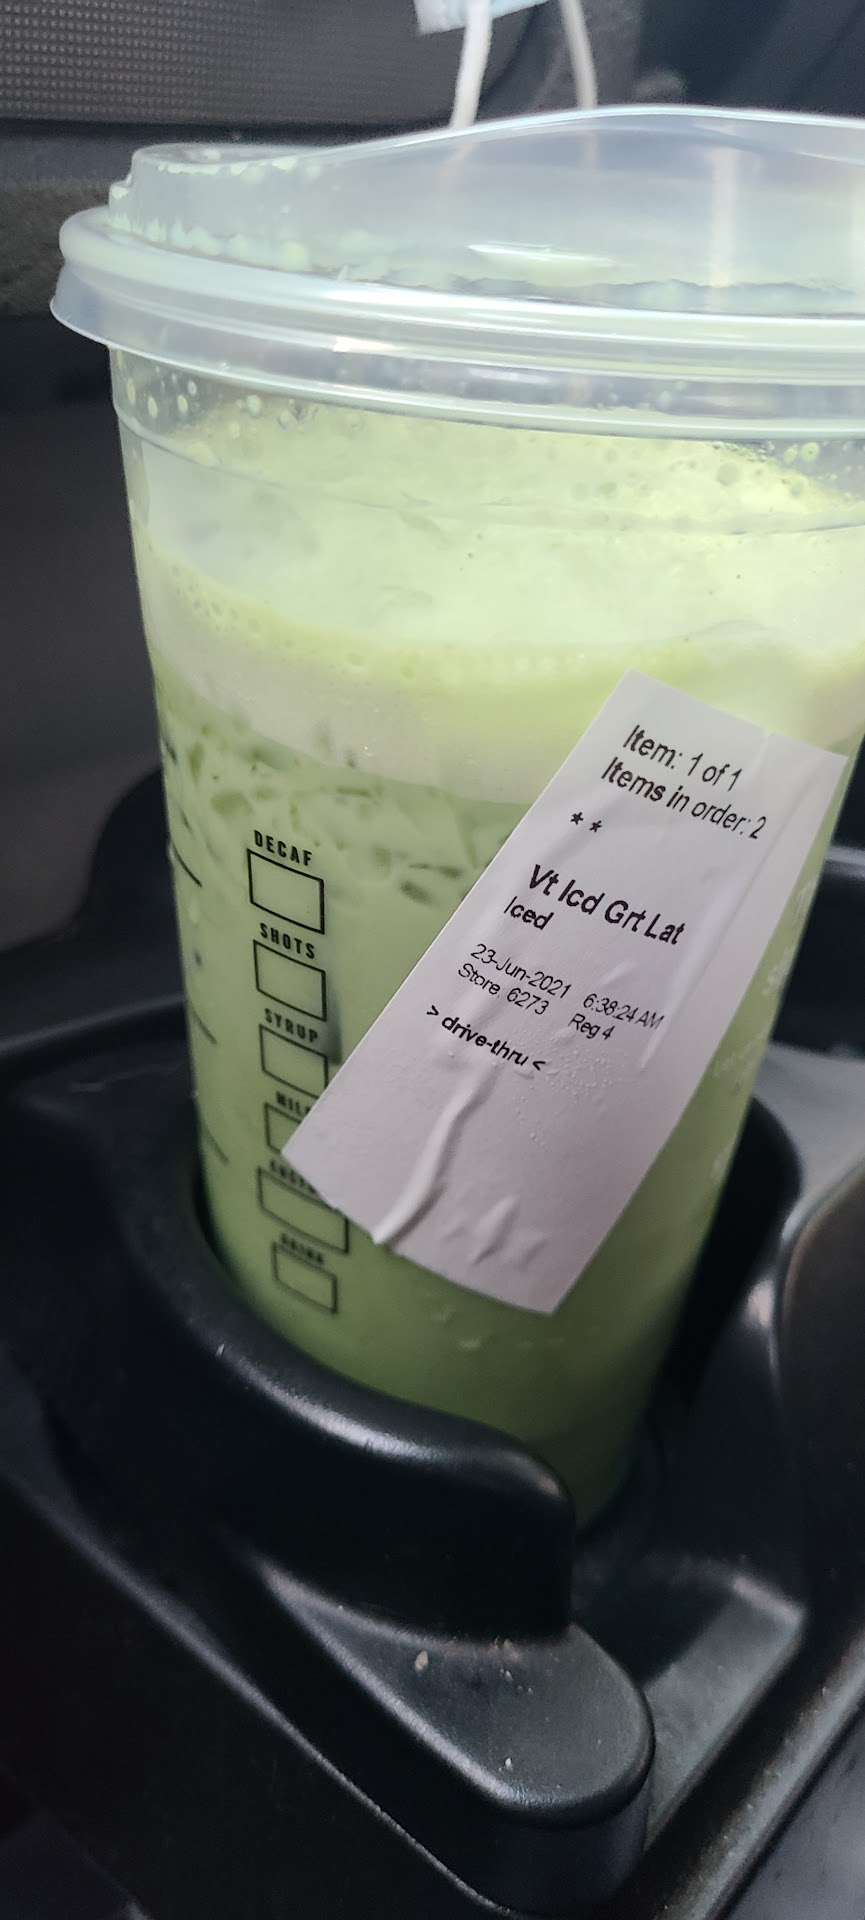 Item: 1 of 1
Items in order: 2
* *
Vt Icd Grt Lat
Iced
23-Jun-2021 6:38:24 AM
Store 6273 Reg 4
> drive-thru <
DECAF
SHOTS
SYRUP